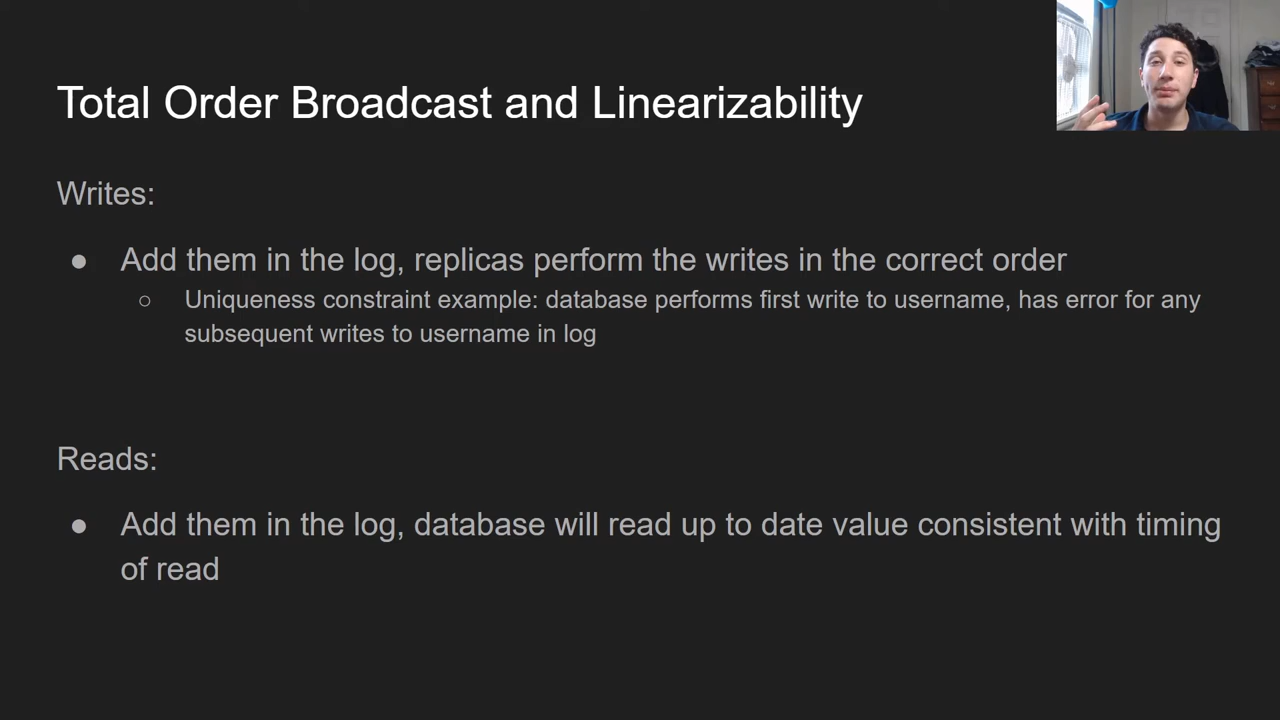 Total Order Broadcast and Linearizability
Writes:
● Add them in the log, replicas perform the writes in the correct order
○ Uniqueness constraint example: database performs first write to username, has error for any
subsequent writes to username in log
Reads:
● Add them in the log, database will read up to date value consistent with timing
of read